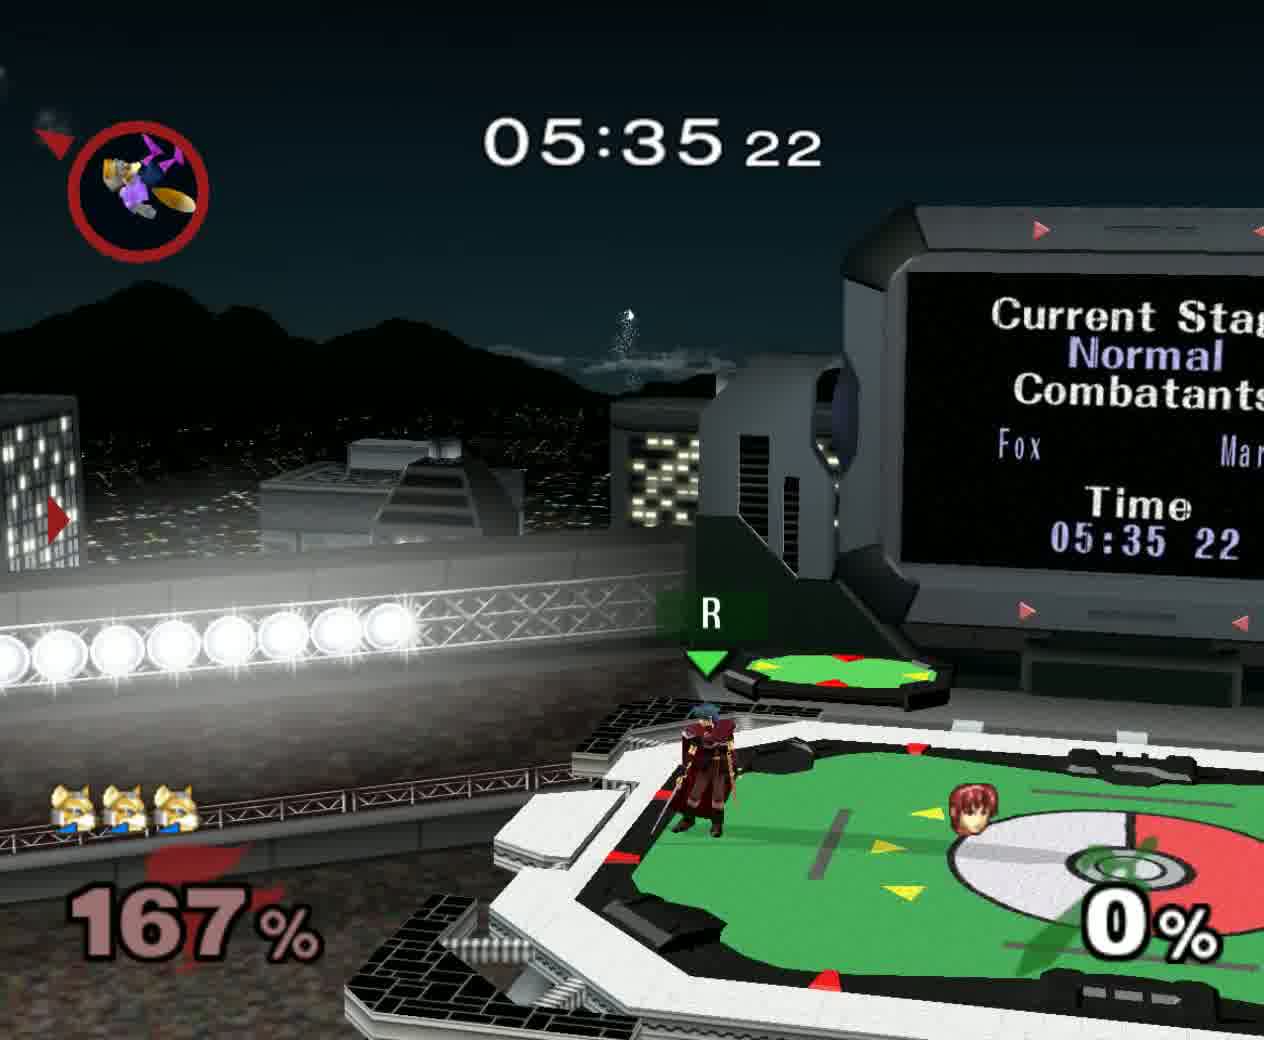 05:35 22
Current Stag
Normal
Combatants
Fox Mar
Time
05:35 22
R
167%
0%